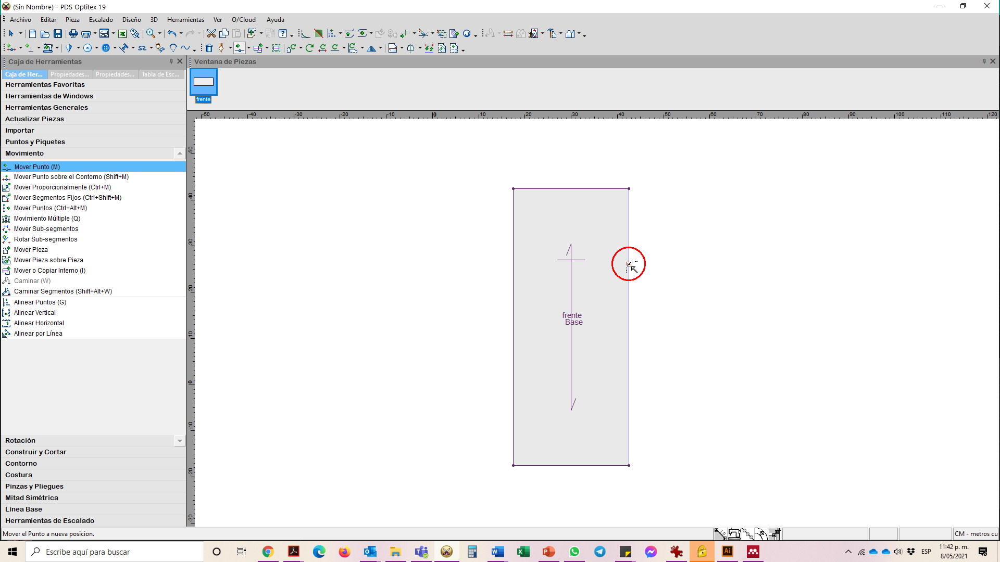 (Sin Nombre) - PDS Optitex 19
Archivo Editar Pieza Escalado Diseño 3D Herramientas Ver O/Cloud Ayuda
Caja de Herramientas
Ventana de Piezas
Caja de Her... Propiedades... Propiedades... Tabla de Esc...
frente
Herramientas Favoritas
Herramientas de Windows
Herramientas Generales
Actualizar Piezas
Importar
Puntos y Piquetes
Movimiento
Mover Punto (M)
Mover Punto sobre el Contorno (Shift+M)
Mover Proporcionalmente (Ctrl+M)
Mover Segmentos Fijos (Ctrl+Shift+M)
Mover Puntos (Ctrl+Alt+M)
Movimiento Múltiple (Q)
Mover Sub-segmentos
Rotar Sub-segmentos
Mover Pieza
Mover Pieza sobre Pieza
Mover o Copiar Interno (I)
Caminar (W)
Caminar Segmentos (Shift+Alt+W)
Alinear Puntos (G)
Alinear Vertical
Alinear Horizontal
Alinear por Línea
Rotación
Construir y Cortar
Contorno
Costura
Pinzas y Pliegues
Mitad Simétrica
Línea Base
Herramientas de Escalado
-50 -40 -30 -20 -10 0 10 20 30 40 50 60 70 80 90 100 110 120
50
40
30
20
10
0
-10
-20
-30
frente
Base
Mover el Punto a nueva posicion.
CM - metros cu
Escribe aquí para buscar
ESP
11:42 p. m.
8/05/2021